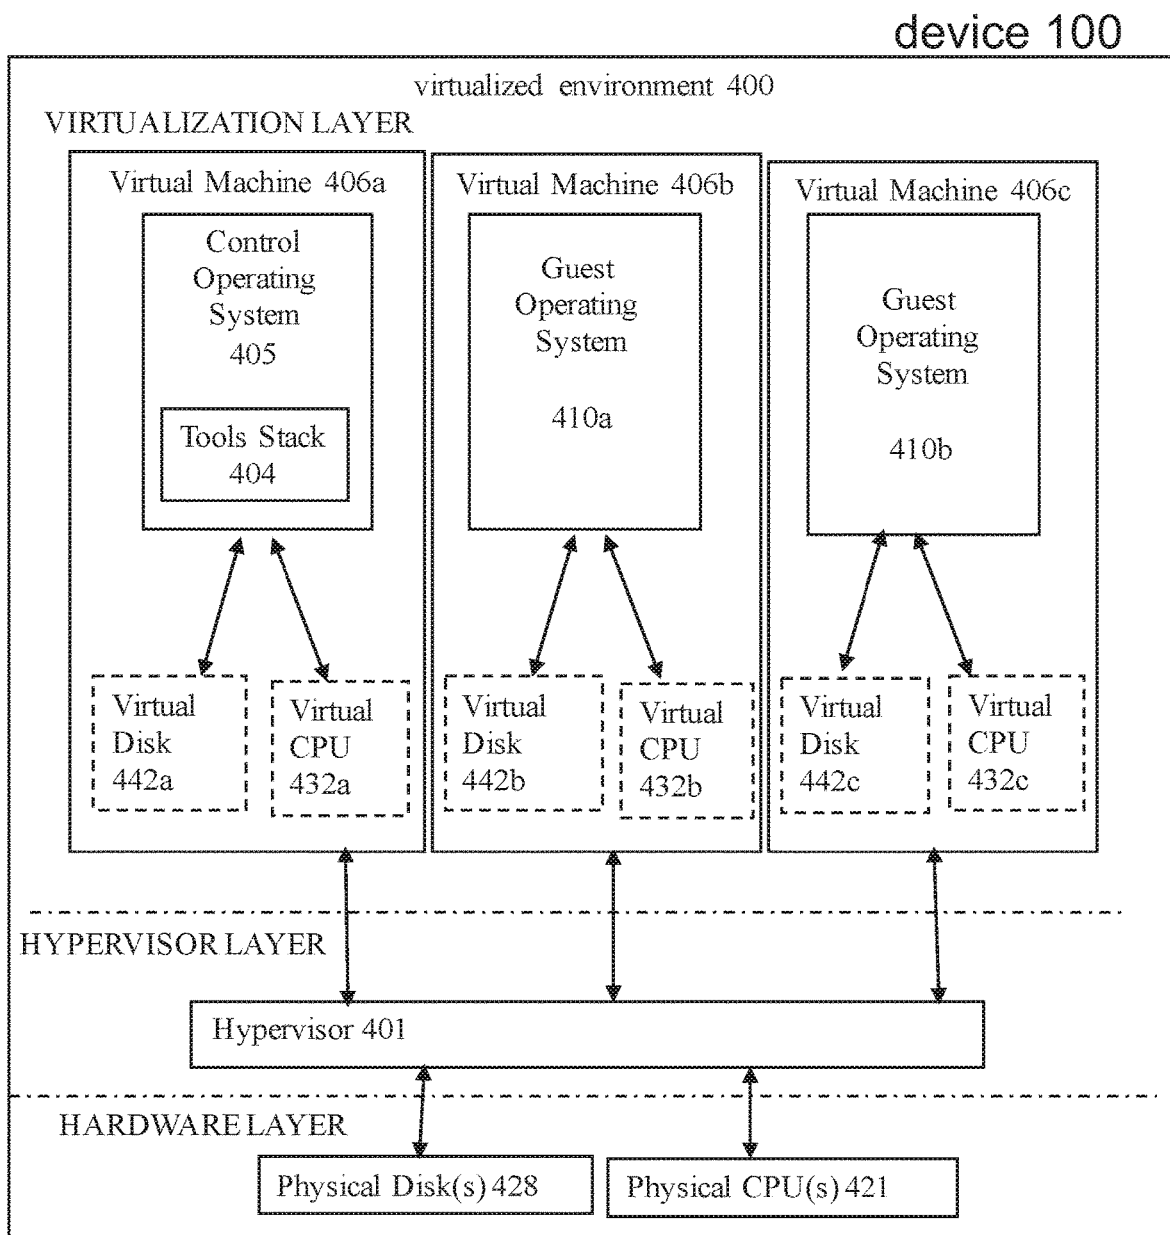 device 100
virtualized environment 400
VIRTUALIZATION LAYER
Virtual Machine 406a
Control
Operating
System
405
Tools Stack
404
Virtual
Disk
442a
Virtual
CPU
432a
Virtual Machine 406b
Guest
Operating
System
410a
Virtual
Disk
442b
Virtual
CPU
432b
Virtual Machine 406c
Guest
Operating
System
410b
Virtual
Disk
442c
Virtual
CPU
432c
HYPERVISOR LAYER
Hypervisor 401
HARDWARE LAYER
Physical Disk(s) 428
Physical CPU(s) 421